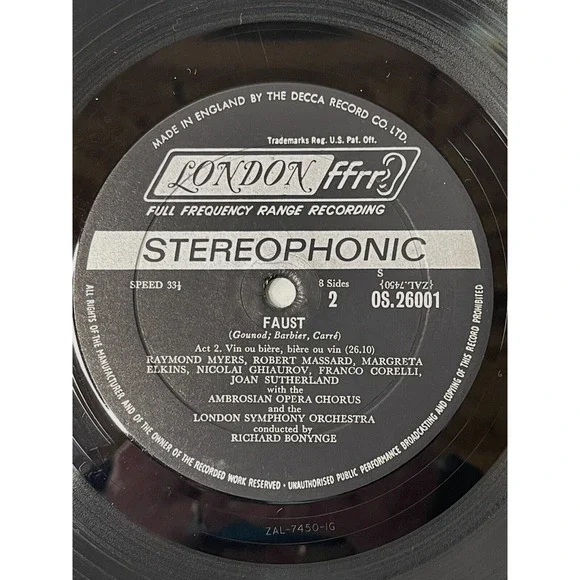 MADE IN ENGLAND BY THE DECCA RECORD CO. LTD.
Trademarks Reg. U.S. Pat. Off.
LONDON ffrr
FULL FREQUENCY RANGE RECORDING
STEREOPHONIC
SPEED 33⅓
8 Sides
2
S
{ZAL.7450}
OS.26001
FAUST
(Gounod; Barbier, Carré)
Act 2. Vin ou bière, bière ou vin (26.10)
RAYMOND MYERS, ROBERT MASSARD, MARGRETA
ELKINS, NICOLAI GHIAUROV, FRANCO CORELLI,
JOAN SUTHERLAND
with the
AMBROSIAN OPERA CHORUS
and the
LONDON SYMPHONY ORCHESTRA
conducted by
RICHARD BONYNGE
ALL RIGHTS OF THE MANUFACTURER AND OF THE OWNER OF THE RECORDED WORK RESERVED · UNAUTHORISED PUBLIC PERFORMANCE BROADCASTING AND COPYING OF THIS RECORD PROHIBITED
ZAL-7450-1G